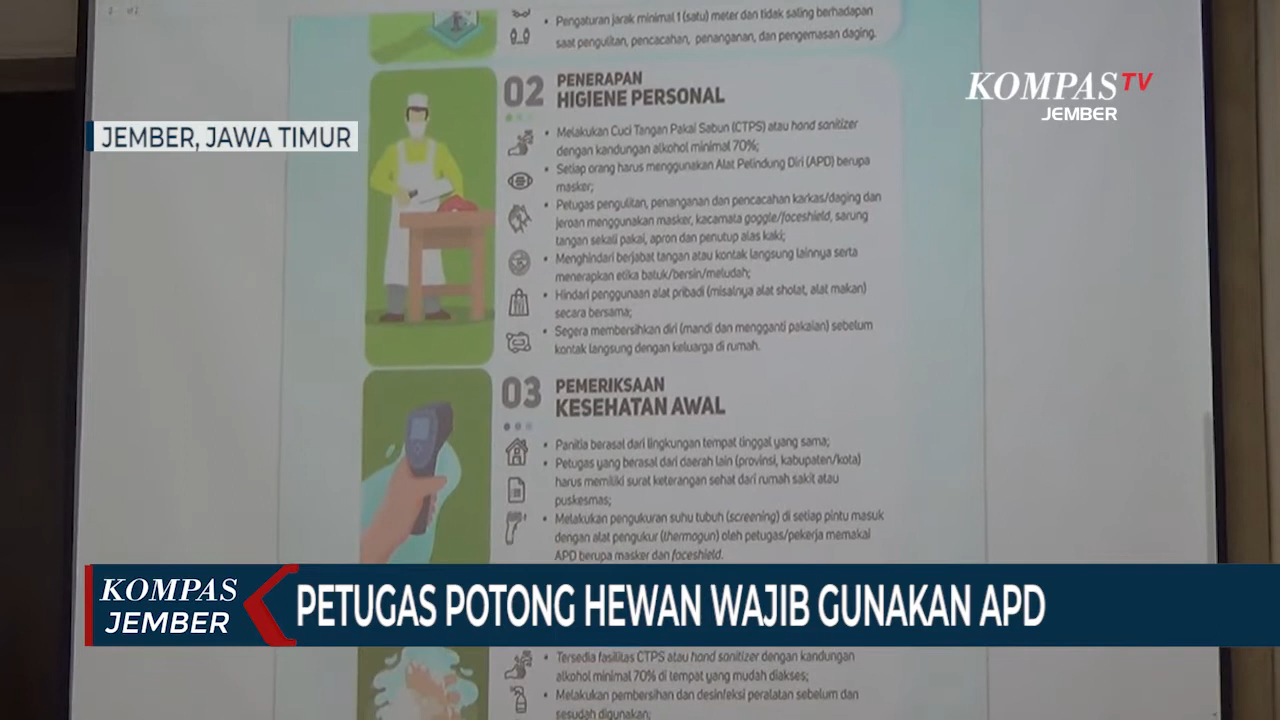 Pengaturan jarak minimal 1 (satu) meter dan tidak saling berhadapan
saat pengulitan, pencacahan, penanganan, dan pengemasan daging.
KOMPAS TV
JEMBER
JEMBER, JAWA TIMUR
02 PENERAPAN
HIGIENE PERSONAL
• Melakukan Cuci Tangan Pakai Sabun (CTPS) atau hand sanitizer
dengan kandungan alkohol minimal 70%;
• Setiap orang harus menggunakan Alat Pelindung Diri (APD) berupa
masker;
• Petugas pengulitan, penanganan dan pencacahan karkas/daging dan
jeroan menggunakan masker, kacamata goggle/faceshield, sarung
tangan sekali pakai, apron dan penutup alas kaki;
• Menghindari berjabat tangan atau kontak langsung lainnya serta
menerapkan etika batuk/bersin/meludah;
• Hindari penggunaan alat pribadi (misalnya alat sholat, alat makan)
secara bersama;
• Segera membersihkan diri (mandi dan mengganti pakaian) sebelum
kontak langsung dengan keluarga di rumah.
03 PEMERIKSAAN
KESEHATAN AWAL
• Panitia berasal dari lingkungan tempat tinggal yang sama;
• Petugas yang berasal dari daerah lain (provinsi, kabupaten/kota)
harus memiliki surat keterangan sehat dari rumah sakit atau
puskesmas;
• Melakukan pengukuran suhu tubuh (screening) di setiap pintu masuk
dengan alat pengukur (thermogun) oleh petugas/pekerja memakai
APD berupa masker dan faceshield.
KOMPAS
JEMBER
PETUGAS POTONG HEWAN WAJIB GUNAKAN APD
• Tersedia fasilitas CTPS atau hand sanitizer dengan kandungan
alkohol minimal 70% di tempat yang mudah diakses;
• Melakukan pembersihan dan desinfeksi peralatan sebelum dan
sesudah digunakan;